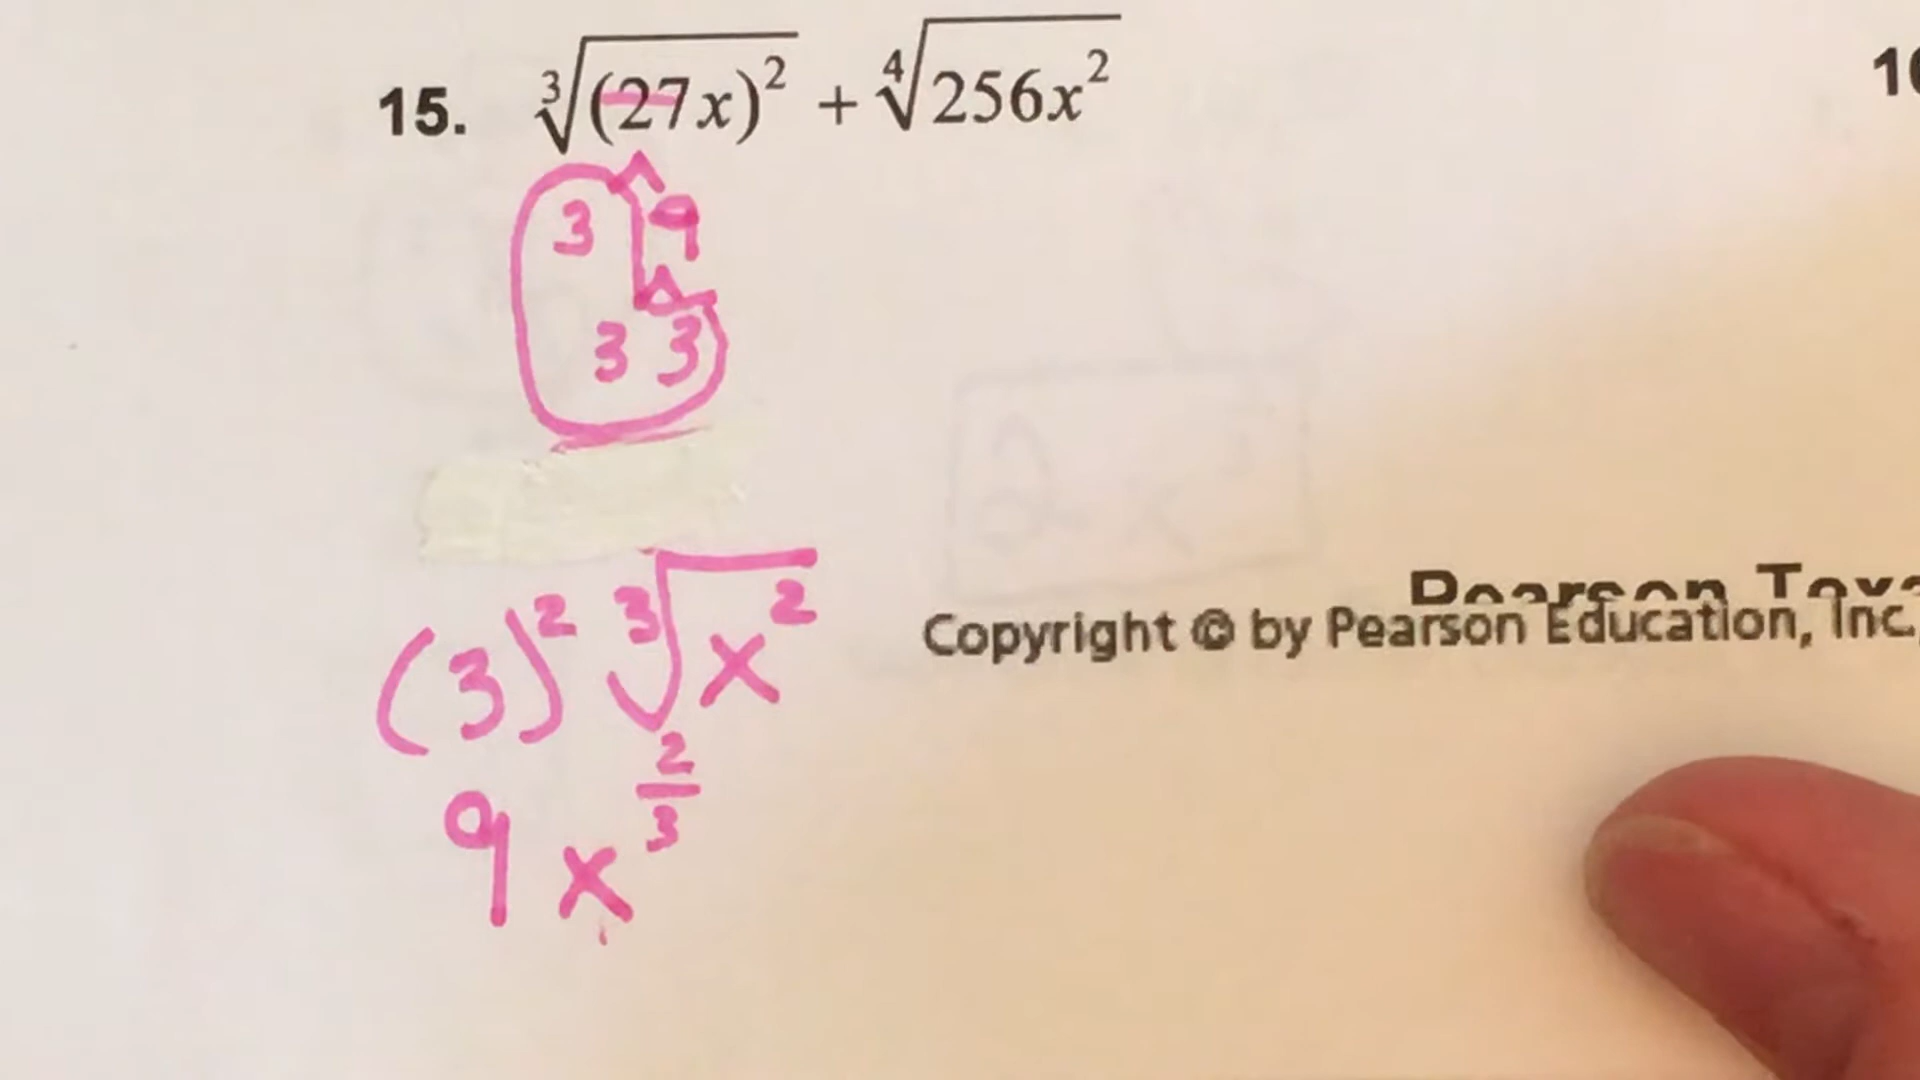 15. ∛(27x)² + ∜256x²
3 9
3 3
(3)² ∛x²
9x^(2/3)
Copyright © by Pearson Education, Inc.